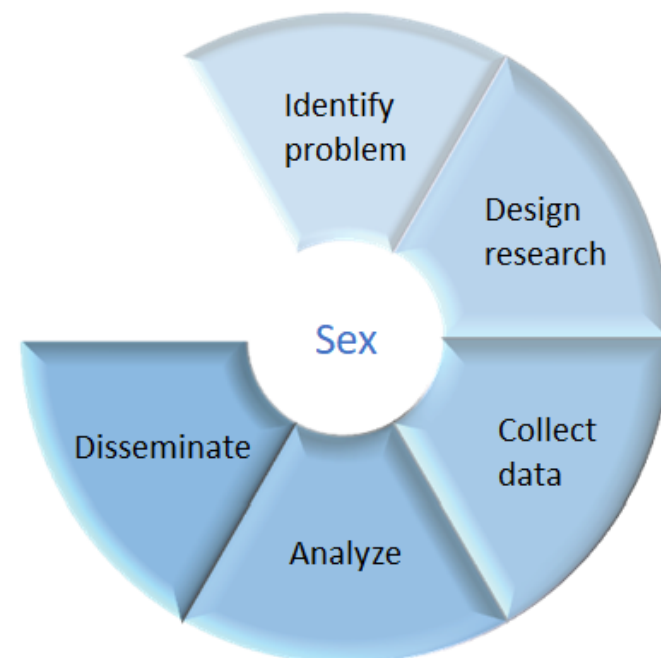 Identify
problem
Design
research
Sex
Collect
data
Analyze
Disseminate